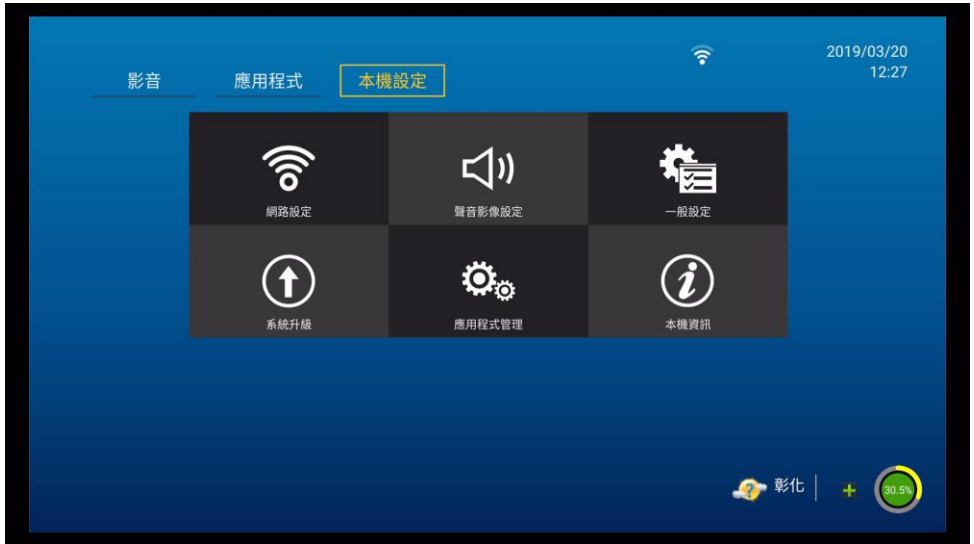 2019/03/20
12:27
影音 應用程式 本機設定
網路設定 聲音影像設定 一般設定
系統升級 應用程式管理 本機資訊
?
彰化
30.5%